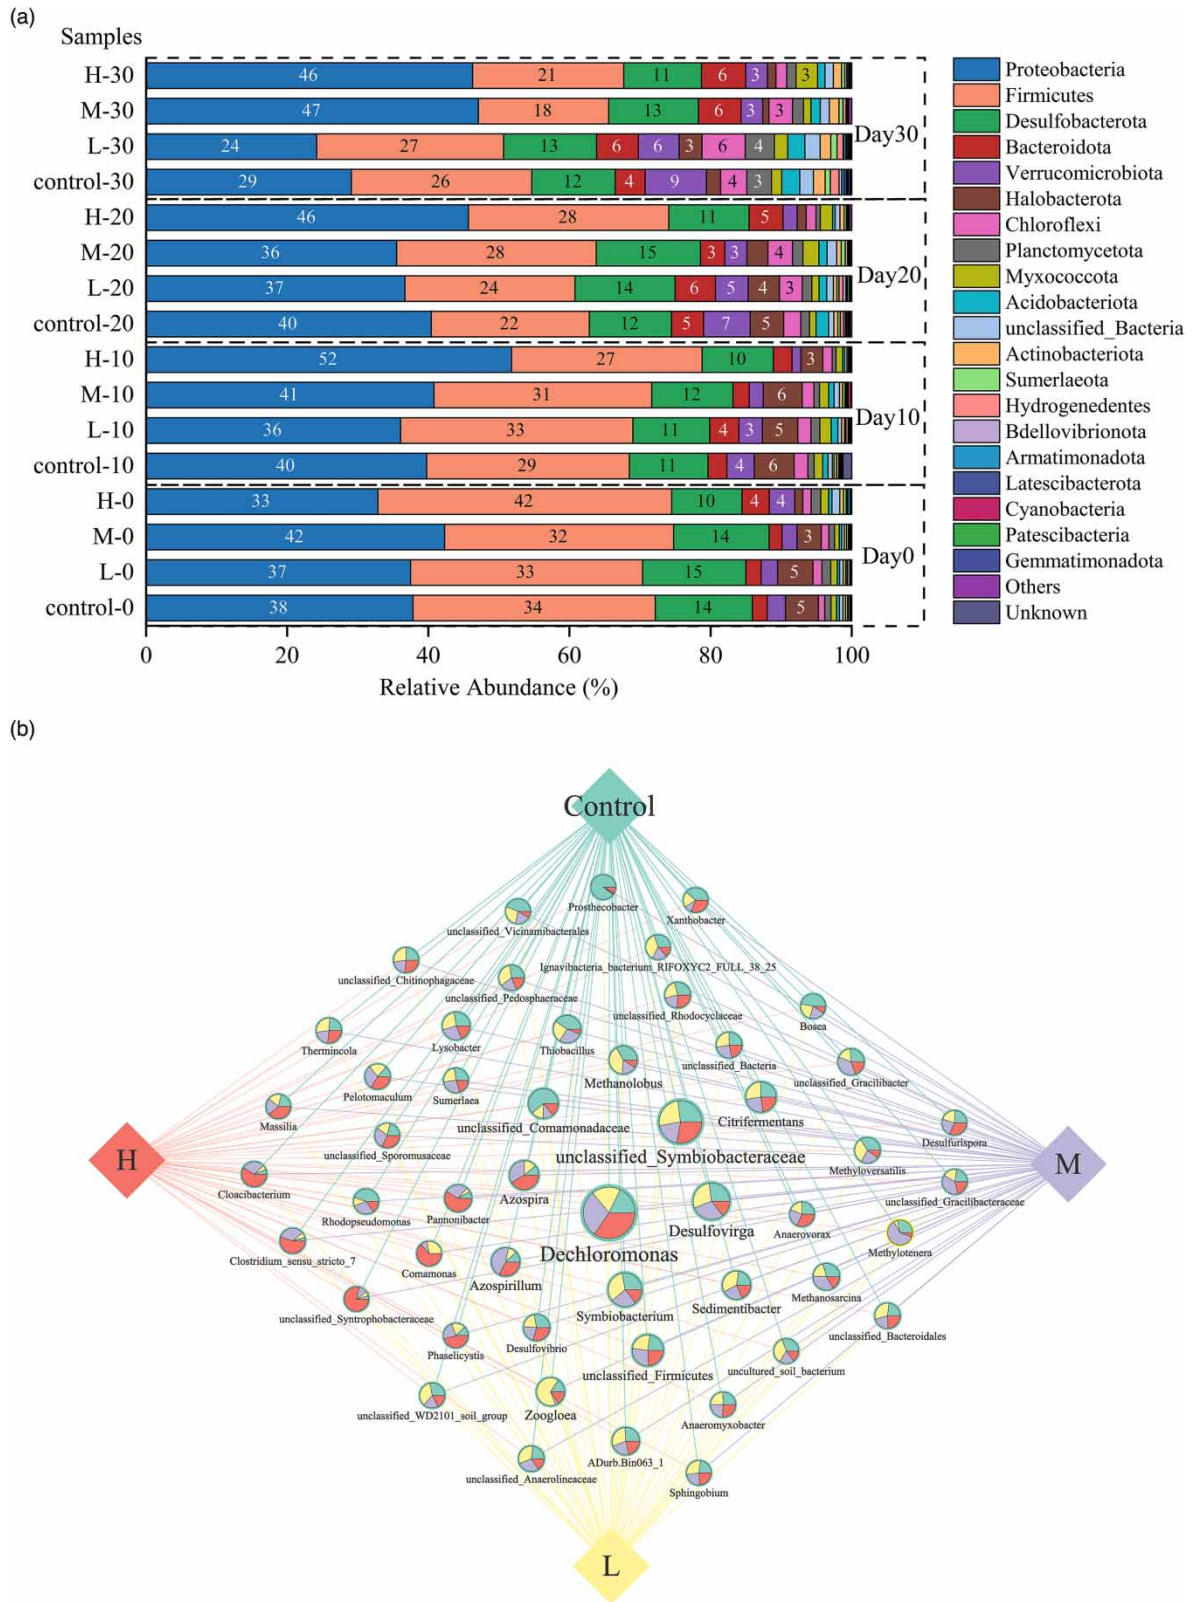 (a)
Samples
H-30 46 21 11 6 3 3
M-30 47 18 13 6 3 3
L-30 24 27 13 6 6 3 6 4
control-30 29 26 12 4 9 4 3
Day30
H-20 46 28 11 5
M-20 36 28 15 3 3 4
L-20 37 24 14 6 5 4 3
control-20 40 22 12 5 7 5
Day20
H-10 52 27 10 3
M-10 41 31 12 6
L-10 36 33 11 4 3 5
control-10 40 29 11 4 6
Day10
H-0 33 42 10 4 4
M-0 42 32 14 3
L-0 37 33 15 5
control-0 38 34 14 5
Day0
0 20 40 60 80 100
Relative Abundance (%)
Proteobacteria
Firmicutes
Desulfobacterota
Bacteroidota
Verrucomicrobiota
Halobacterota
Chloroflexi
Planctomycetota
Myxococcota
Acidobacteriota
unclassified_Bacteria
Actinobacteriota
Sumerlaeota
Hydrogenedentes
Bdellovibrionota
Armatimonadota
Latescibacterota
Cyanobacteria
Patescibacteria
Gemmatimonadota
Others
Unknown
(b)
Control
Prosthecobacter
Xanthobacter
unclassified_Vicinamibacterales
Ignavibacteria_bacterium_RIFOXYC2_FULL_38_25
unclassified_Chitinophagaceae
unclassified_Pedosphaeraceae
unclassified_Rhodocyclaceae
Bosea
Thermincola
Lysobacter
Thiobacillus
unclassified_Bacteria
Methanolobus
unclassified_Gracilibacter
Pelotomaculum
Sumerlaea
Massilia
unclassified_Comamonadaceae
Citrifermentans
Desulfurispora
unclassified_Sporomusaceae
unclassified_Symbiobacteraceae
Methyloversatilis
H
M
Cloacibacterium
Azospira
unclassified_Gracilibacteraceae
Rhodopseudomonas
Pannonibacter
Desulfovirga
Anaerovorax
Dechloromonas
Methylotenera
Clostridium_sensu_stricto_7
Comamonas
Azospirillum
Methanosarcina
Symbiobacterium
Sedimentibacter
unclassified_Syntrophobacteraceae
unclassified_Bacteroidales
Phaselicystis
Desulfovibrio
unclassified_Firmicutes
uncultured_soil_bacterium
unclassified_WD2101_soil_group
Zoogloea
Anaeromyxobacter
unclassified_Anaerolineaceae
ADurb.Bin063_1
Sphingobium
L